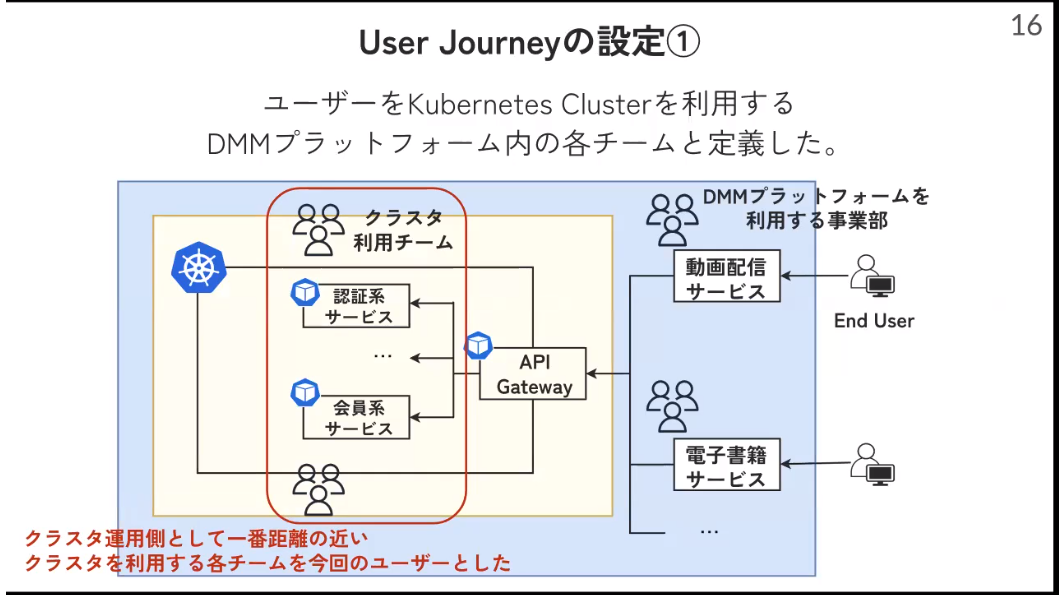 16
User Journeyの設定①
ユーザーをKubernetes Clusterを利用する
DMMプラットフォーム内の各チームと定義した。
クラスタ
利用チーム
DMMプラットフォームを
利用する事業部
認証系
サービス
...
会員系
サービス
API
Gateway
動画配信
サービス
End User
電子書籍
サービス
...
クラスタ運用側として一番距離の近い
クラスタを利用する各チームを今回のユーザーとした